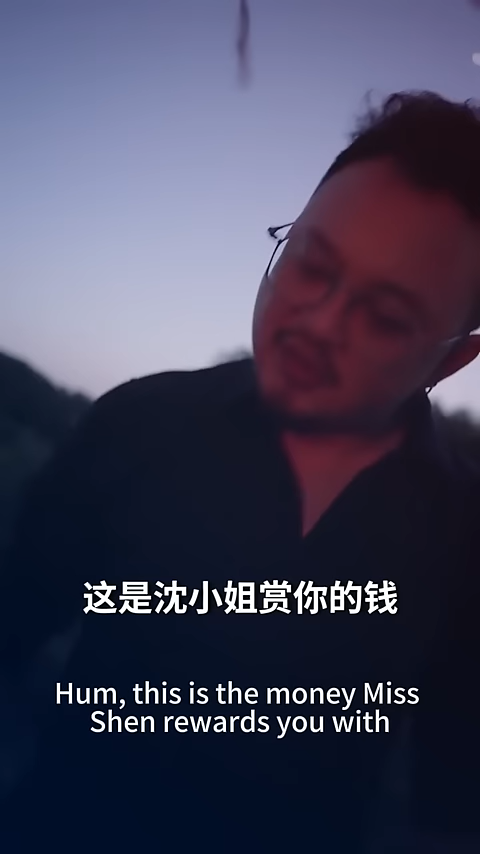 这是沈小姐赏你的钱
Hum, this is the money Miss
Shen rewards you with